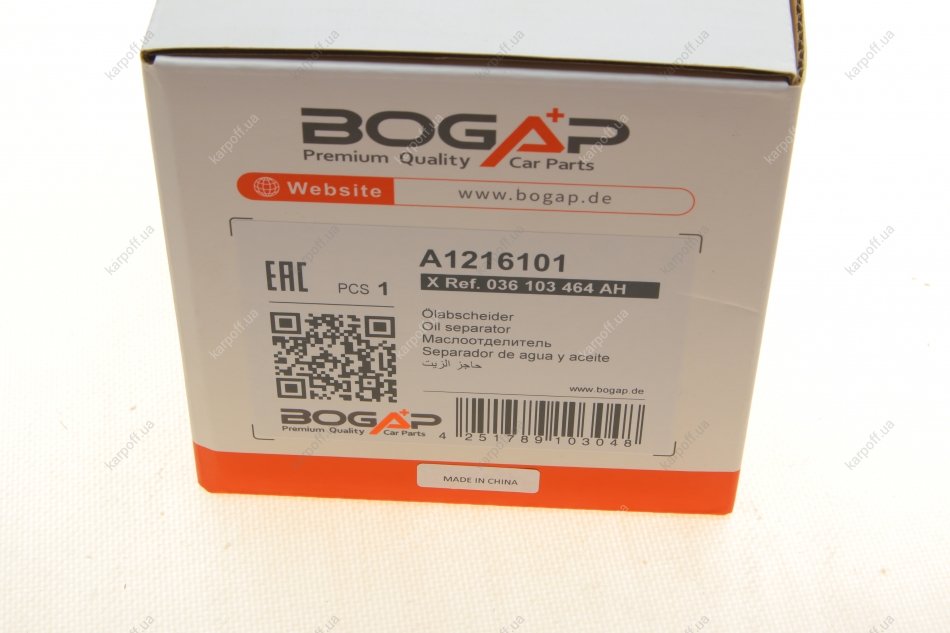 BOGAP
Premium Quality Car Parts
Website www.bogap.de
A1216101
X Ref. 036 103 464 AH
EAC PCS 1
Ölabscheider
Oil separator
Маслоотделитель
Separador de agua y aceite
حاجز الزيت
www.bogap.de
BOGAP
Premium Quality Car Parts
4 251789 103048
MADE IN CHINA
karpoff.ua